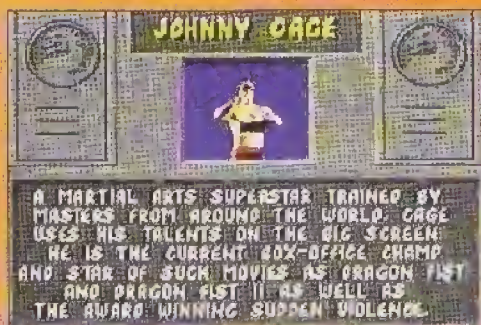 JOHNNY CAGE
A MARTIAL ARTS SUPERSTAR TRAINED BY
MASTERS FROM AROUND THE WORLD. CAGE
USES HIS TALENTS ON THE BIG SCREEN
HE IS THE CURRENT BOX-OFFICE CHAMP
AND STAR OF SUCH MOVIES AS DRAGON FIST
AND DRAGON FIST II AS WELL AS
THE AWARD WINNING SUDDEN VIOLENCE.